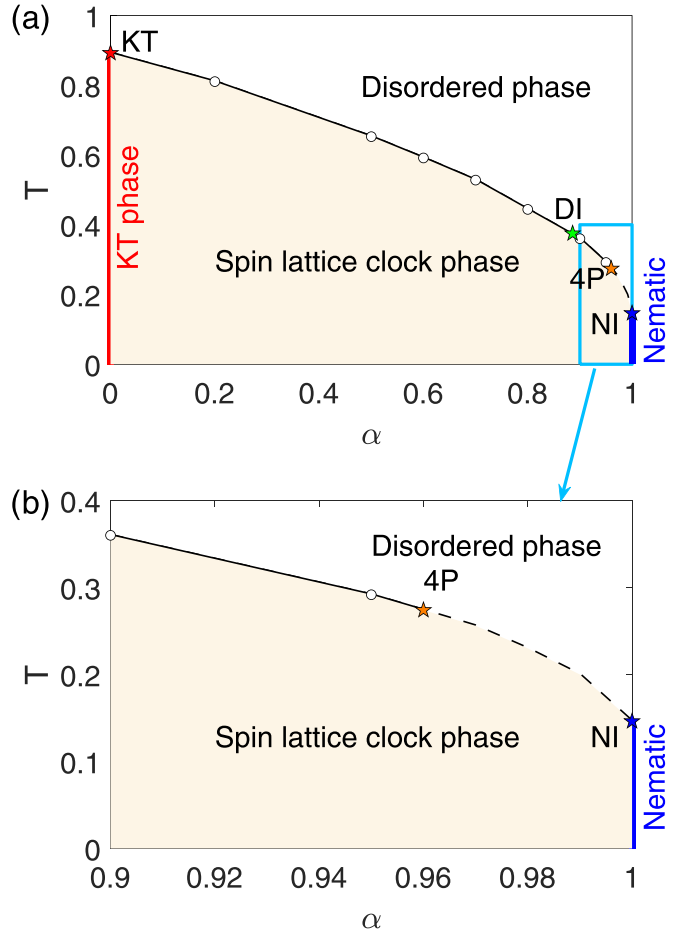 (a)
1
0.8
0.6
0.4
0.2
0
T
KT
KT phase
Disordered phase
Spin lattice clock phase
DI
4P
NI
Nematic
0
0.2
0.4
0.6
0.8
1
α
(b)
0.4
0.3
0.2
0.1
0
T
Disordered phase
4P
Spin lattice clock phase
NI
Nematic
0.9
0.92
0.94
0.96
0.98
1
α